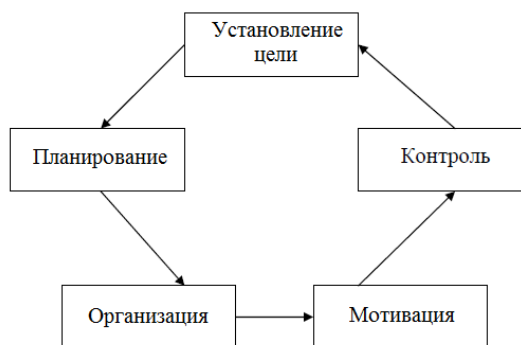 Установление
цели
Планирование
Контроль
Организация
Мотивация